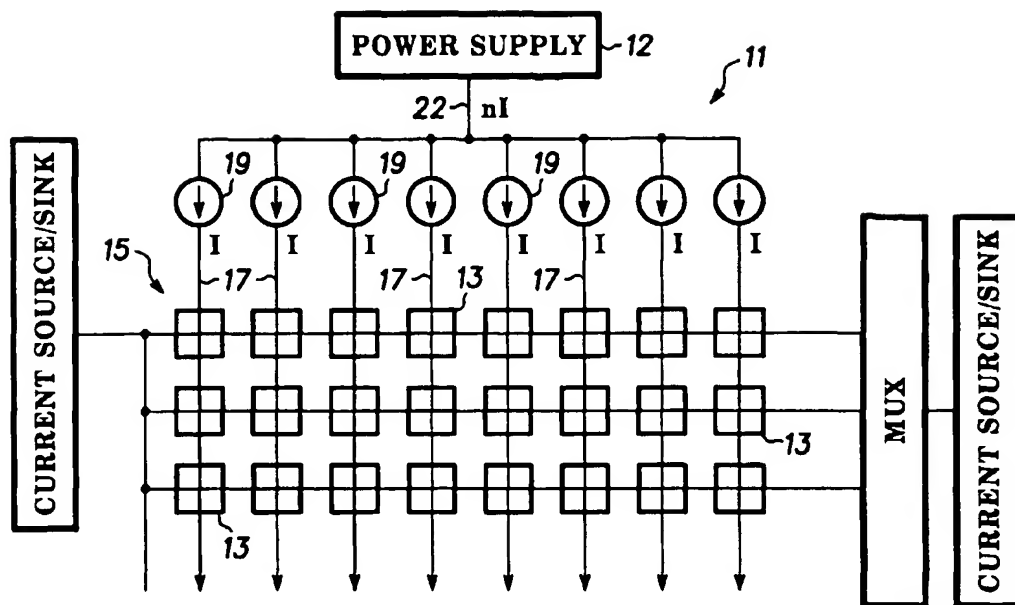 POWER SUPPLY
12
11
22
nI
CURRENT SOURCE/SINK
19
19
19
I I I I I I I I
15
17
17
13
17
13
13
MUX
CURRENT SOURCE/SINK